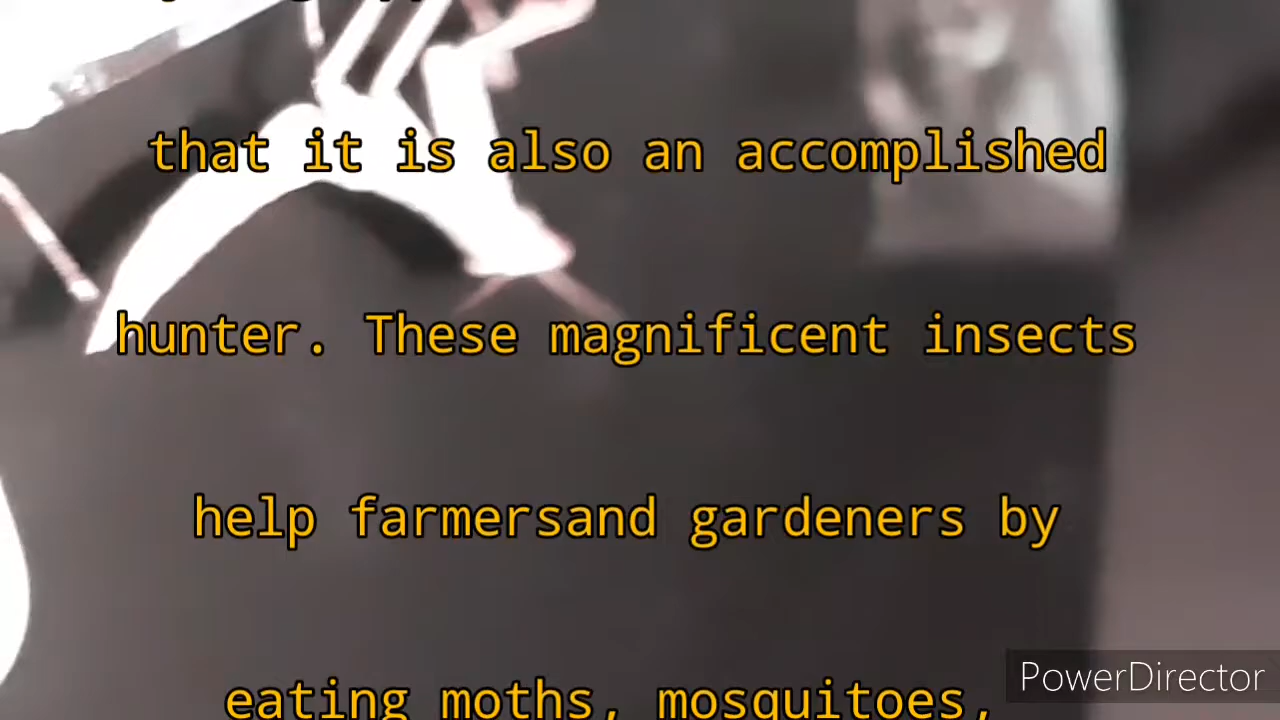 that it is also an accomplished
hunter. These magnificent insects
help farmersand gardeners by
eating moths, mosquitoes,
PowerDirector